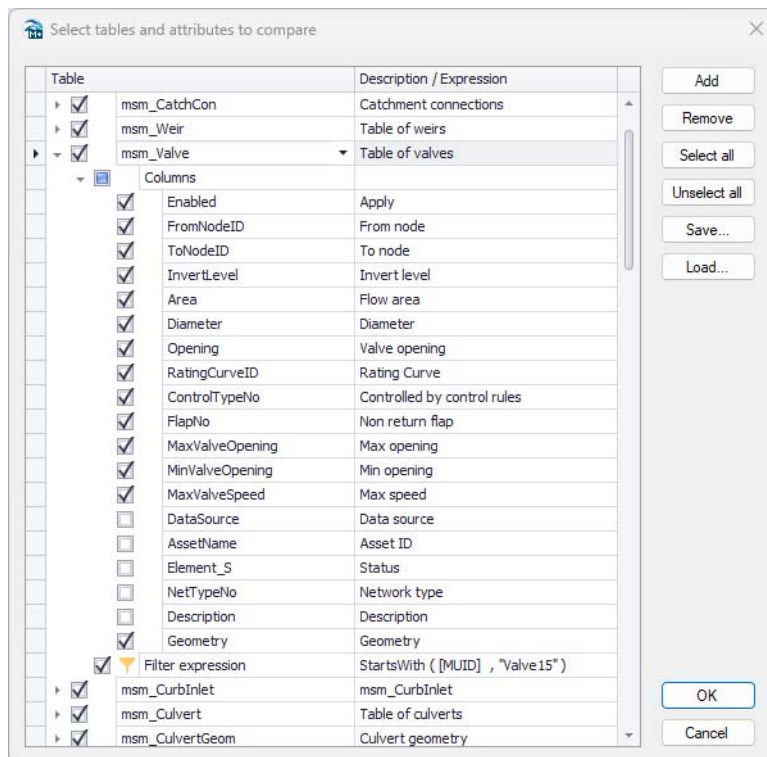 Select tables and attributes to compare
Table Description / Expression
msm_CatchCon Catchment connections
msm_Weir Table of weirs
msm_Valve Table of valves
Columns
Enabled Apply
FromNodeID From node
ToNodeID To node
InvertLevel Invert level
Area Flow area
Diameter Diameter
Opening Valve opening
RatingCurveID Rating Curve
ControlTypeNo Controlled by control rules
FlapNo Non return flap
MaxValveOpening Max opening
MinValveOpening Min opening
MaxValveSpeed Max speed
DataSource Data source
AssetName Asset ID
Element_S Status
NetTypeNo Network type
Description Description
Geometry Geometry
Filter expression StartsWith ( [MUID] , "Valve15" )
msm_CurbInlet msm_CurbInlet
msm_Culvert Table of culverts
msm_CulvertGeom Culvert geometry
Add
Remove
Select all
Unselect all
Save...
Load...
OK
Cancel